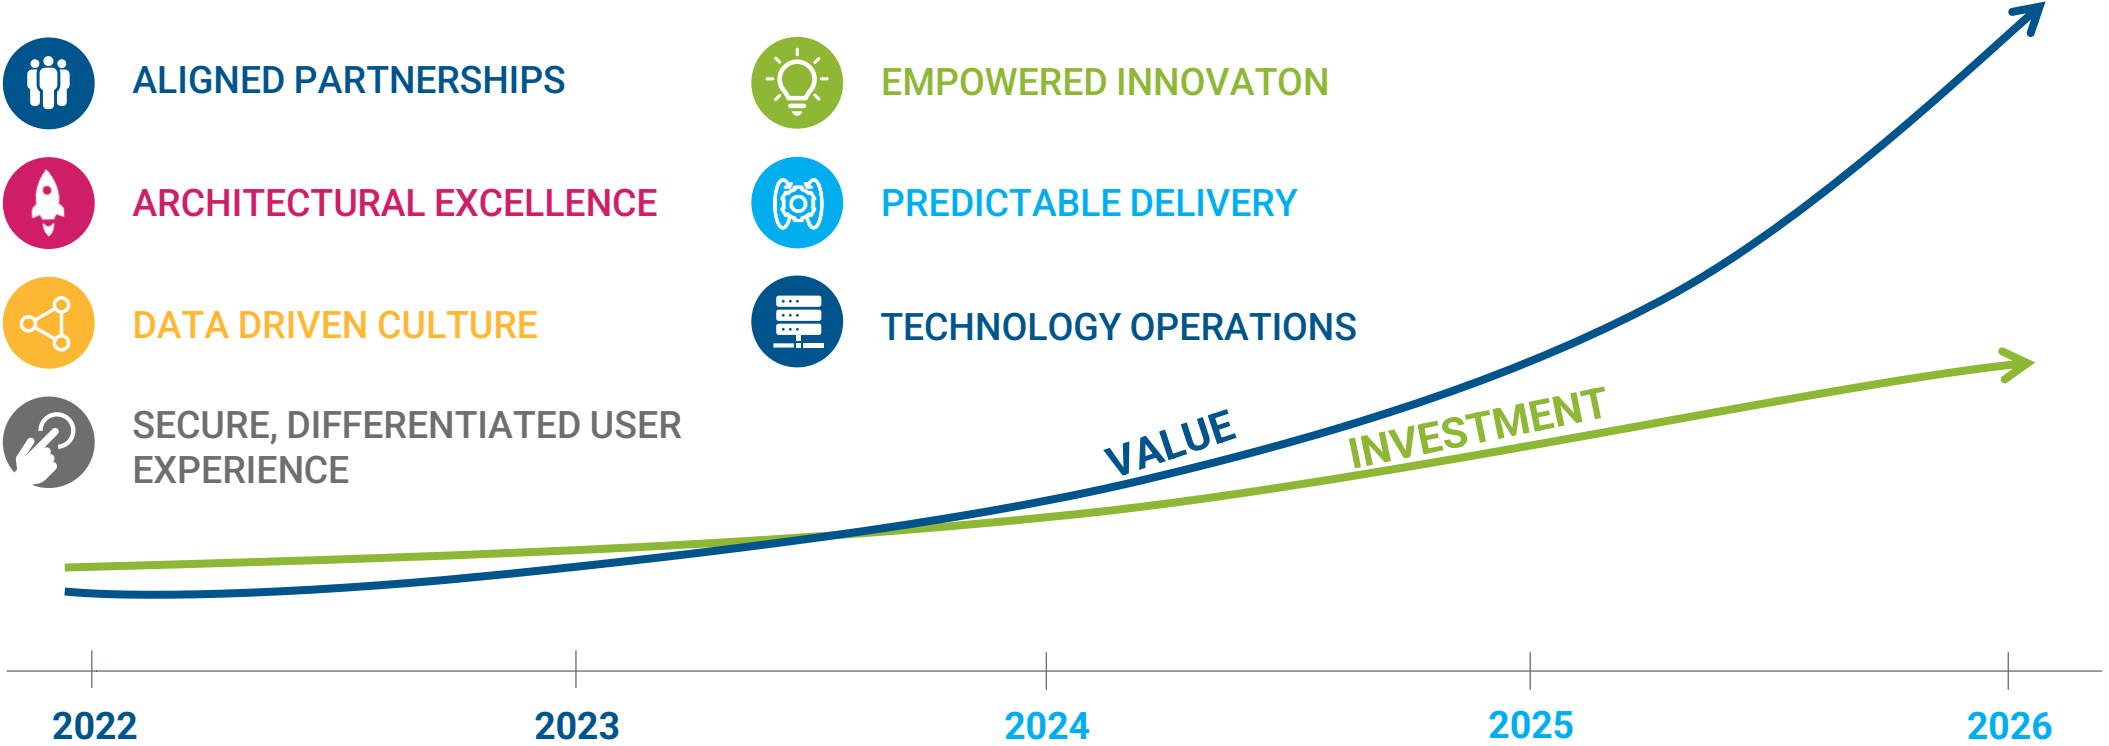 ALIGNED PARTNERSHIPS
ARCHITECTURAL EXCELLENCE
DATA DRIVEN CULTURE
SECURE, DIFFERENTIATED USER
EXPERIENCE
EMPOWERED INNOVATON
PREDICTABLE DELIVERY
TECHNOLOGY OPERATIONS
VALUE
INVESTMENT
2022
2023
2024
2025
2026